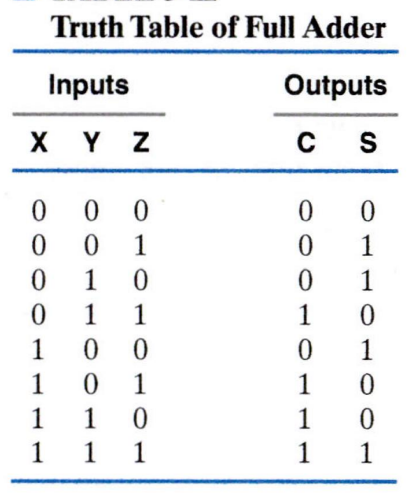 Truth Table of Full Adder
Inputs Outputs
X Y Z C S
0 0 0 0 0
0 0 1 0 1
0 1 0 0 1
0 1 1 1 0
1 0 0 0 1
1 0 1 1 0
1 1 0 1 0
1 1 1 1 1